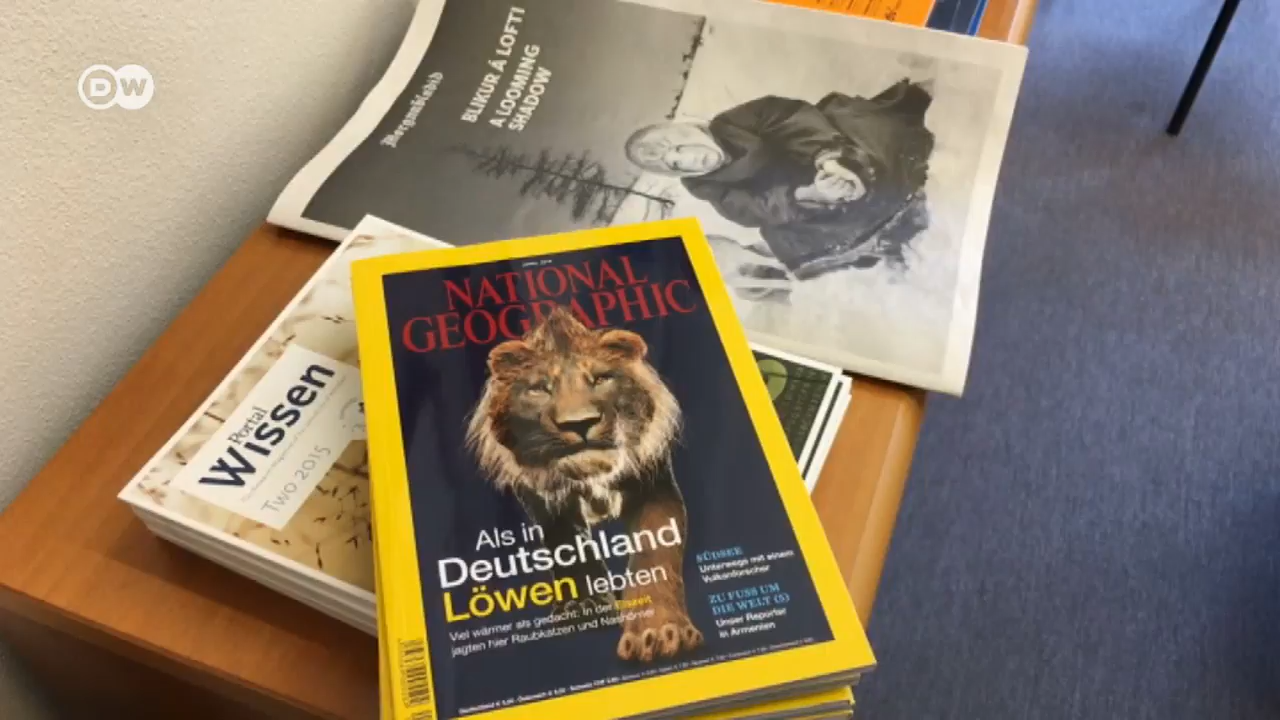 DW
Morgunblaðið
BLIKUR Á LOFTI
A LOOMING
SHADOW
NATIONAL
GEOGRAPHIC
Portal
Wissen
Two 2015
Als in
Deutschland
Löwen lebten
Viel wärmer als gedacht: In der Eiszeit
jagten hier Raubkatzen und Nashörner
SÜDSEE
Unterwegs mit einem
Vulkanforscher
ZU FUSS UM
DIE WELT (5)
Unser Reporter
in Armenien